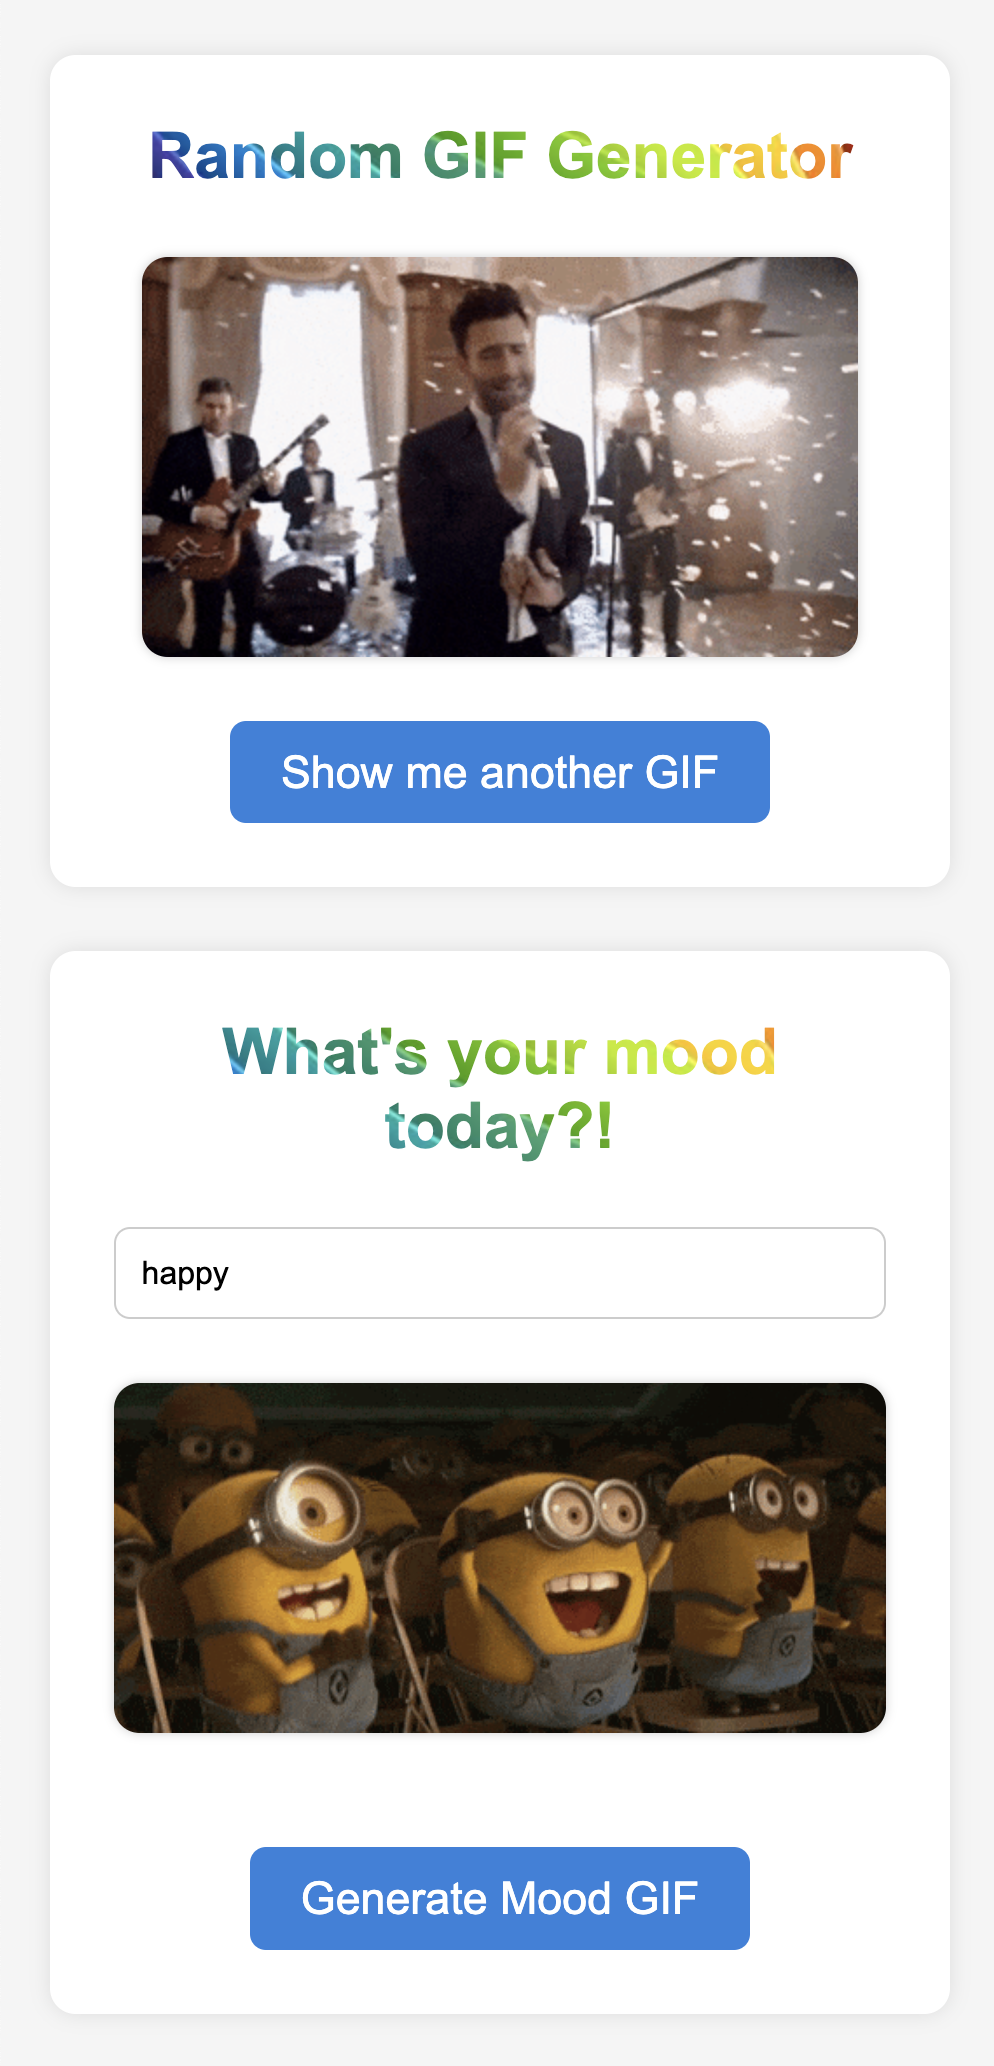 Random GIF Generator
Show me another GIF
What's your mood
today?!
happy
Generate Mood GIF